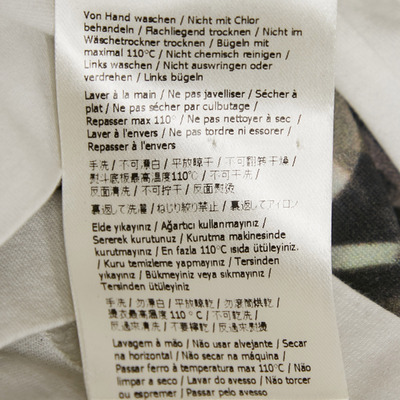 Von Hand waschen / Nicht mit Chlor
behandeln / Flachliegend trocknen / Nicht im
Wäschetrockner trocknen / Bügeln mit
maximal 110°C / Nicht chemisch reinigen /
Links waschen / Nicht auswringen oder
verdrehen / Links bügeln
Laver à la main / Ne pas javelliser / Sécher à
plat / Ne pas sécher par culbutage /
Repasser max 110° / Ne pas nettoyer à sec /
Laver à l'envers / Ne pas tordre ni essorer /
Repasser à l'envers
手洗 / 不可漂白 / 平放晾干 / 不可翻转干燥 /
熨斗底板最高温度110°C / 不可干洗 /
反面清洗 / 不可拧干 / 反面熨烫
裏返して洗着 / ねじり絞り禁止 / 裏返してアイロン
Elde yıkayınız / Ağartıcı kullanmayınız /
Sererek kurutunuz / Kurutma makinesinde
kurutmayınız / En fazla 110°C ısıda ütüleyiniz.
/ Kuru temizleme yapmayınız / Tersinden
yıkayınız / Bükmeyiniz veya sıkmayınız /
Tersinden ütüleyiniz
手洗 / 勿漂白 / 平放晾乾 / 勿滾筒烘乾 /
燙衣最高溫度110°C / 不可乾洗 /
反過來清洗 / 不要擰乾 / 反過來熨燙
Lavagem à mão / Não usar alvejante / Secar
na horizontal / Não secar na máquina /
Passar ferro à temperatura max 110°C / Não
limpar a seco / Lavar do avesso / Não torcer
ou espremer / Passar pelo avesso